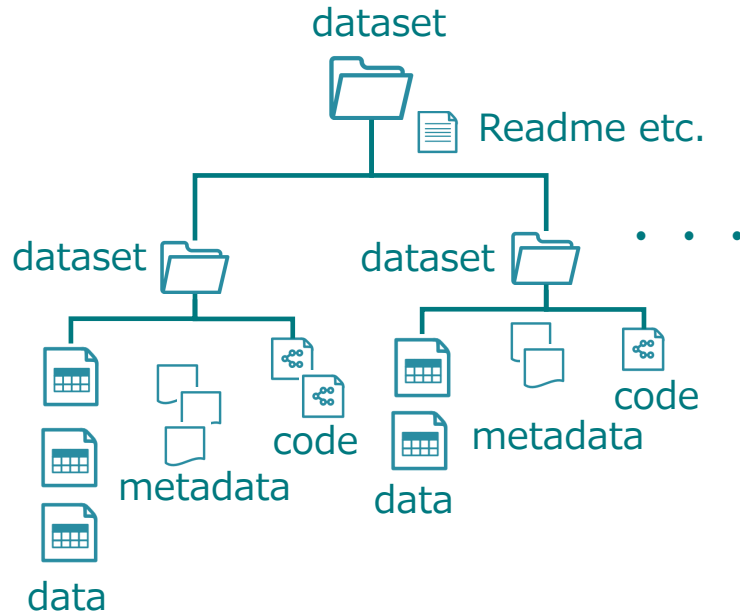 dataset
Readme etc.
dataset
dataset
. . .
code
metadata
data
code
metadata
data